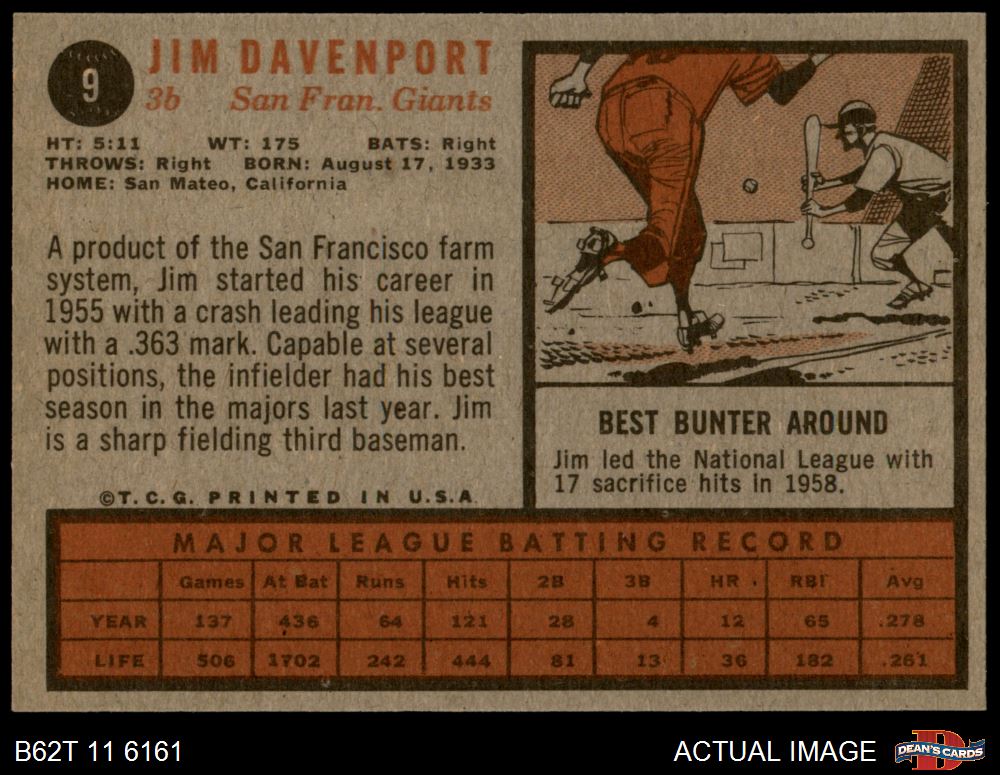 9
JIM DAVENPORT
3b San Fran. Giants
HT: 5:11 WT: 175 BATS: Right
THROWS: Right BORN: August 17, 1933
HOME: San Mateo, California
A product of the San Francisco farm
system, Jim started his career in
1955 with a crash leading his league
with a .363 mark. Capable at several
positions, the infielder had his best
season in the majors last year. Jim
is a sharp fielding third baseman.
©T.C.G. PRINTED IN U.S.A.
BEST BUNTER AROUND
Jim led the National League with
17 sacrifice hits in 1958.
MAJOR LEAGUE BATTING RECORD
Games At Bat Runs Hits 2B 3B HR RBI Avg
YEAR 137 436 64 121 28 4 12 65 .278
LIFE 506 1702 242 444 81 13 36 182 .261
B62T 11 6161
ACTUAL IMAGE
D
DEAN'S CARDS